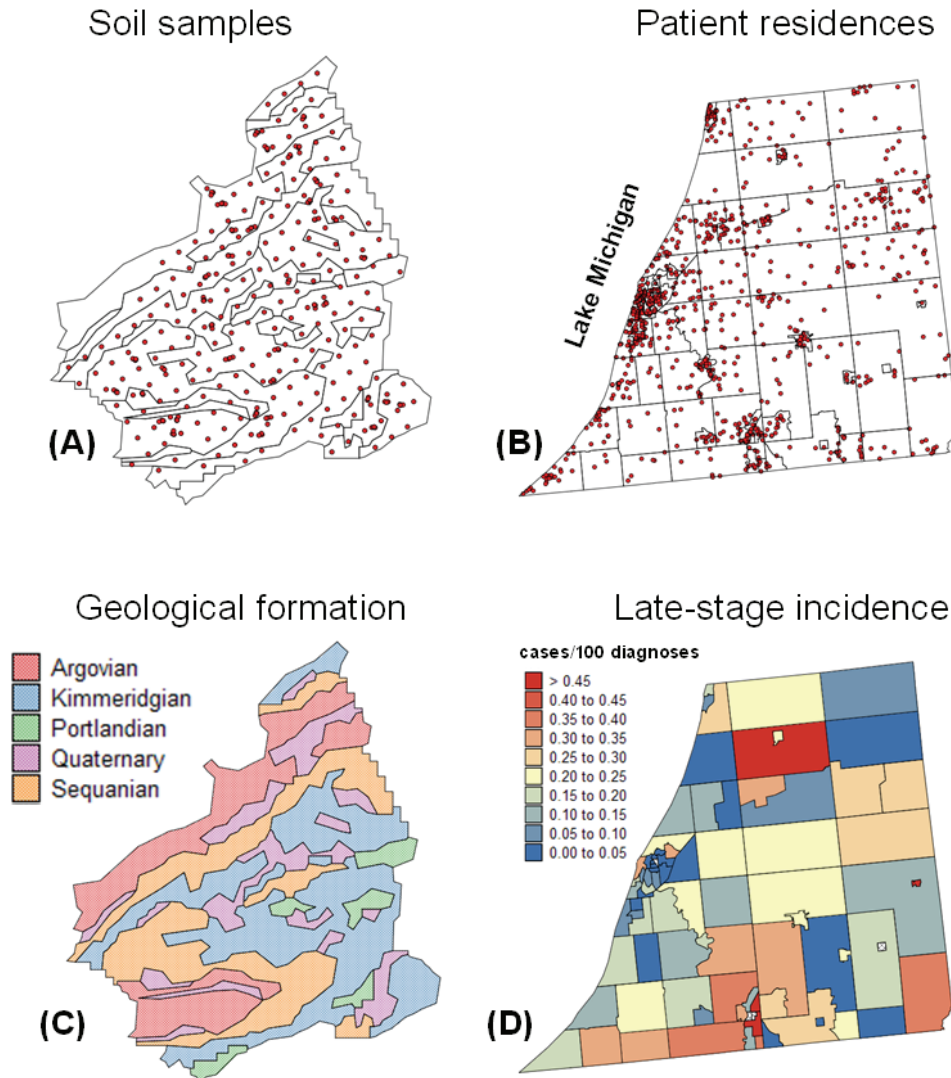 Soil samples
Patient residences
Lake Michigan
(A)
(B)
Geological formation
Late-stage incidence
Argovian
Kimmeridgian
Portlandian
Quaternary
Sequanian
cases/100 diagnoses
> 0.45
0.40 to 0.45
0.35 to 0.40
0.30 to 0.35
0.25 to 0.30
0.20 to 0.25
0.15 to 0.20
0.10 to 0.15
0.05 to 0.10
0.00 to 0.05
(C)
(D)